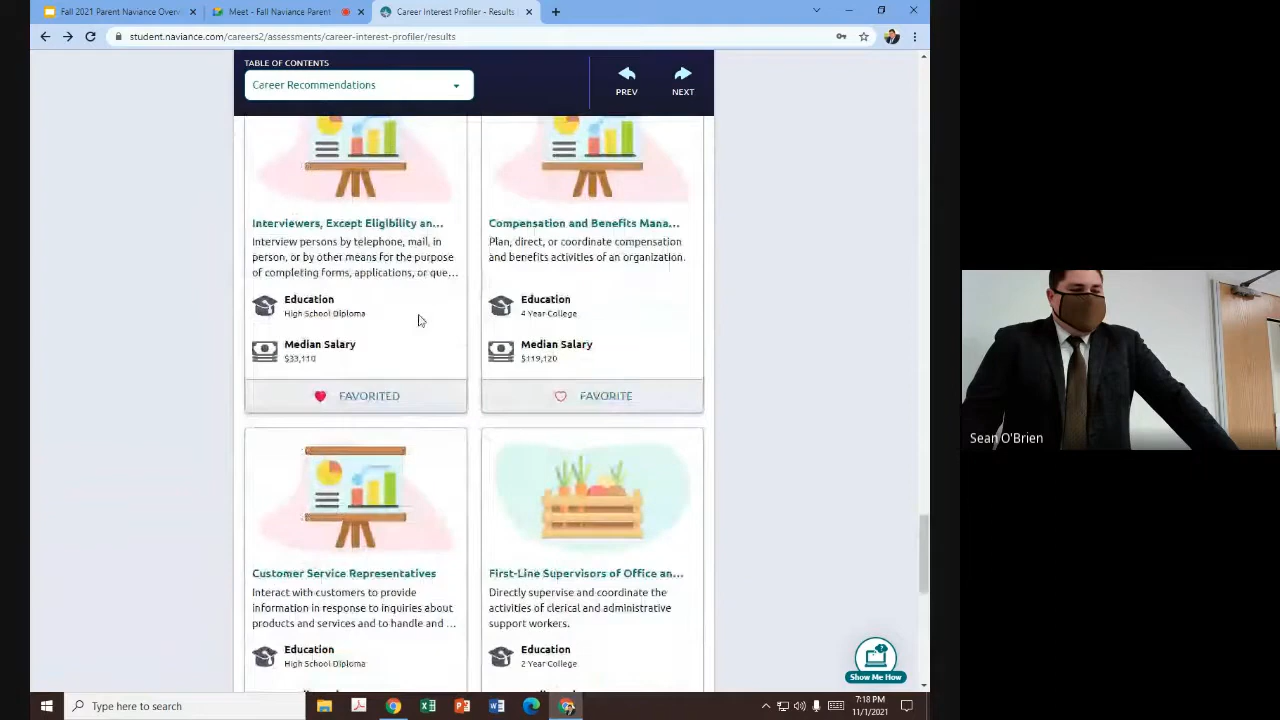 Fall 2021 Parent Naviance Overv
Meet - Fall Naviance Parent
Career Interest Profiler - Results
student.naviance.com/careers2/assessments/career-interest-profiler/results
TABLE OF CONTENTS
Career Recommendations
PREV
NEXT
Interviewers, Except Eligibility an...
Interview persons by telephone, mail, in
person, or by other means for the purpose
of completing forms, applications, or que...
Education
High School Diploma
Median Salary
$33,110
FAVORITED
Compensation and Benefits Mana...
Plan, direct, or coordinate compensation
and benefits activities of an organization.
Education
4 Year College
Median Salary
$119,120
FAVORITE
Customer Service Representatives
Interact with customers to provide
information in response to inquiries about
products and services and to handle and ...
Education
High School Diploma
First-Line Supervisors of Office an...
Directly supervise and coordinate the
activities of clerical and administrative
support workers.
Education
2 Year College
Show Me How
Sean O'Brien
Type here to search
7:18 PM
11/1/2021